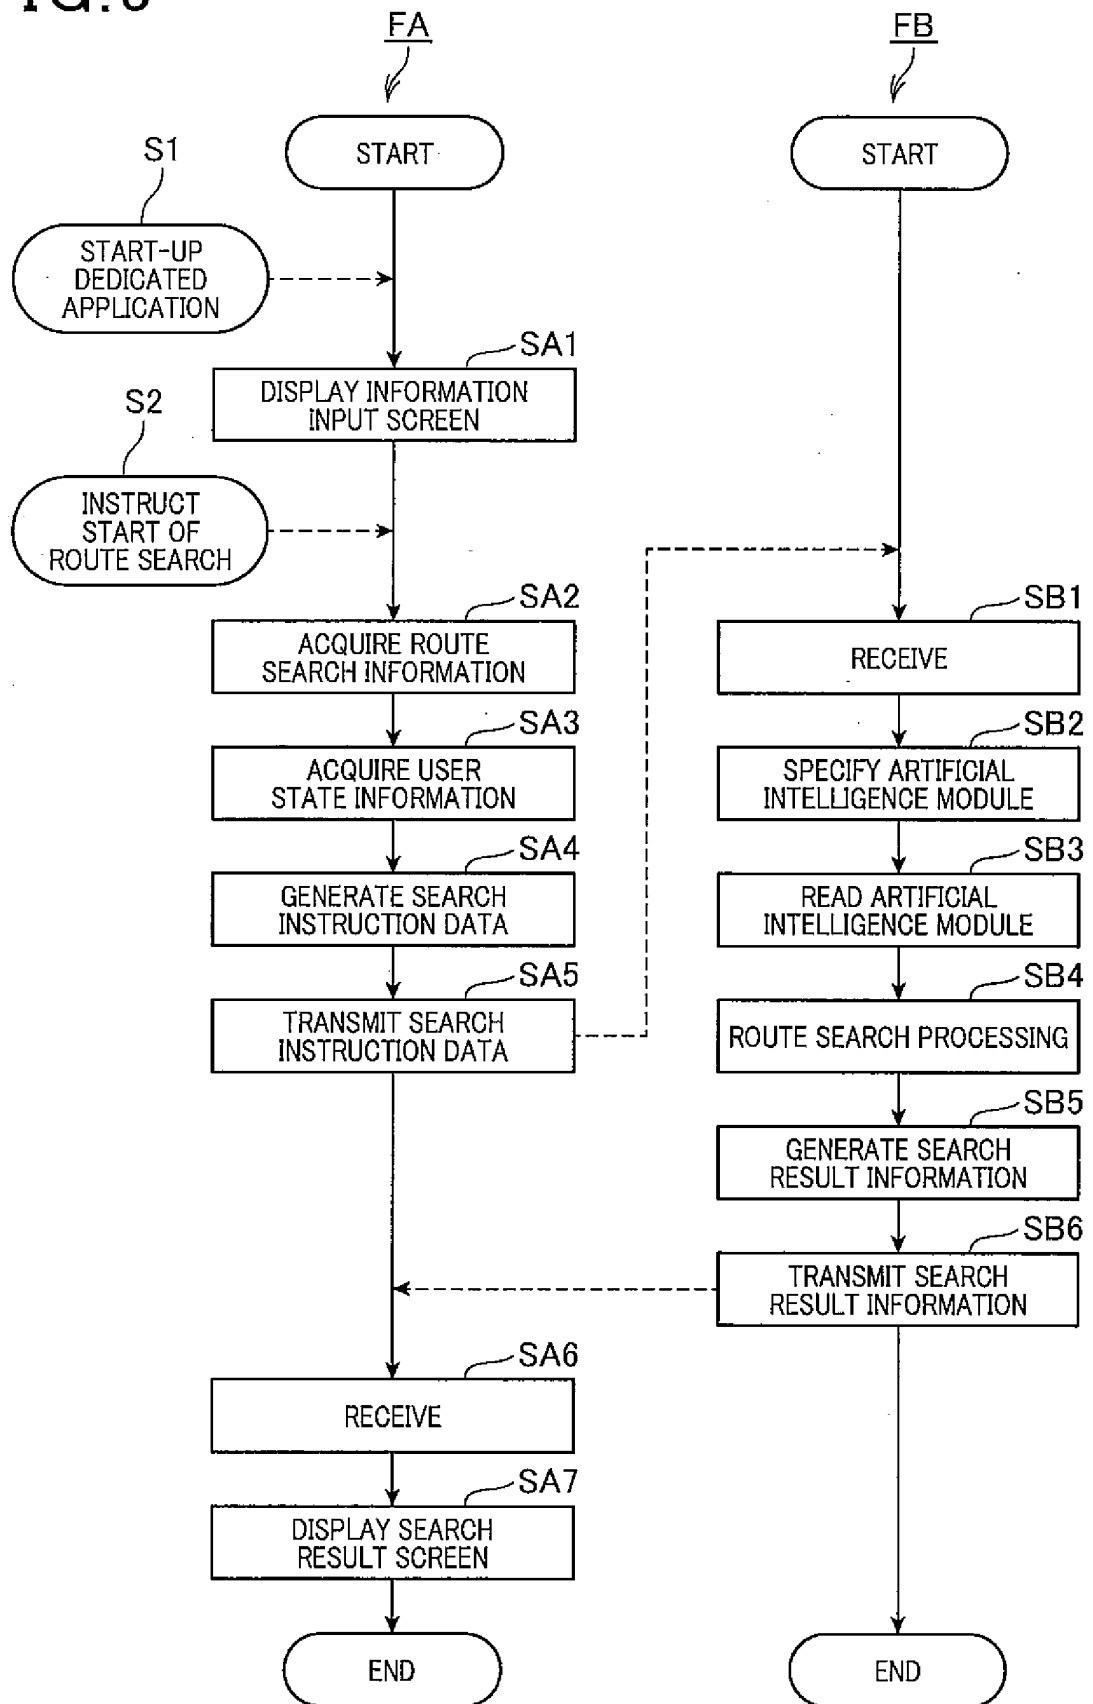 FA
FB
START
START
S1
START-UP
DEDICATED
APPLICATION
SA1
DISPLAY INFORMATION
INPUT SCREEN
S2
INSTRUCT
START OF
ROUTE SEARCH
SA2
ACQUIRE ROUTE
SEARCH INFORMATION
SA3
ACQUIRE USER
STATE INFORMATION
SA4
GENERATE SEARCH
INSTRUCTION DATA
SA5
TRANSMIT SEARCH
INSTRUCTION DATA
SB1
RECEIVE
SB2
SPECIFY ARTIFICIAL
INTELLIGENCE MODULE
SB3
READ ARTIFICIAL
INTELLIGENCE MODULE
SB4
ROUTE SEARCH PROCESSING
SB5
GENERATE SEARCH
RESULT INFORMATION
SB6
TRANSMIT SEARCH
RESULT INFORMATION
SA6
RECEIVE
SA7
DISPLAY SEARCH
RESULT SCREEN
END
END